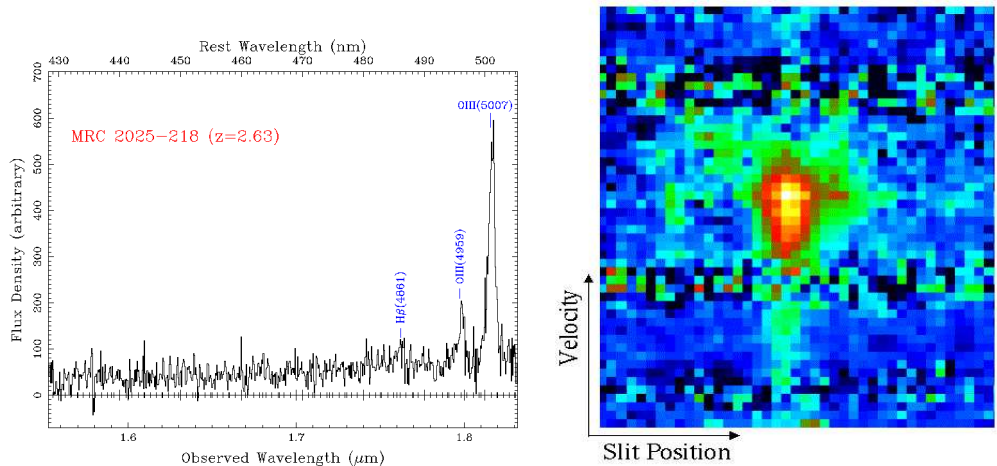 Rest Wavelength (nm)
430 440 450 460 470 480 490 500
700
600
500
400
300
200
100
0
Flux Density (arbitrary)
MRC 2025-218 (z=2.63)
OIII(5007)
OIII(4959)
Hβ(4861)
1.6 1.7 1.8
Observed Wavelength (μm)
Velocity
Slit Position